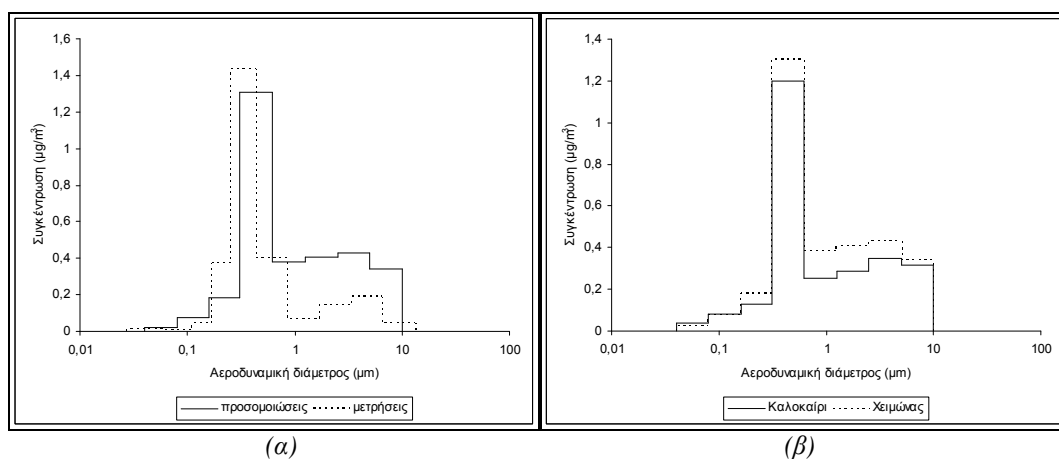 1,6
1,4
1,2
1
0,8
0,6
0,4
0,2
0
Συγκέντρωση (μg/m³)
0,01 0,1 1 10 100
Αεροδυναμική διάμετρος (μm)
προσομοιώσεις μετρήσεις
(α)
1,4
1,2
1
0,8
0,6
0,4
0,2
0
Συγκέντρωση (μg/m³)
0,01 0,1 1 10 100
Αεροδυναμική διάμετρος (μm)
Καλοκαίρι Χειμώνας
(β)